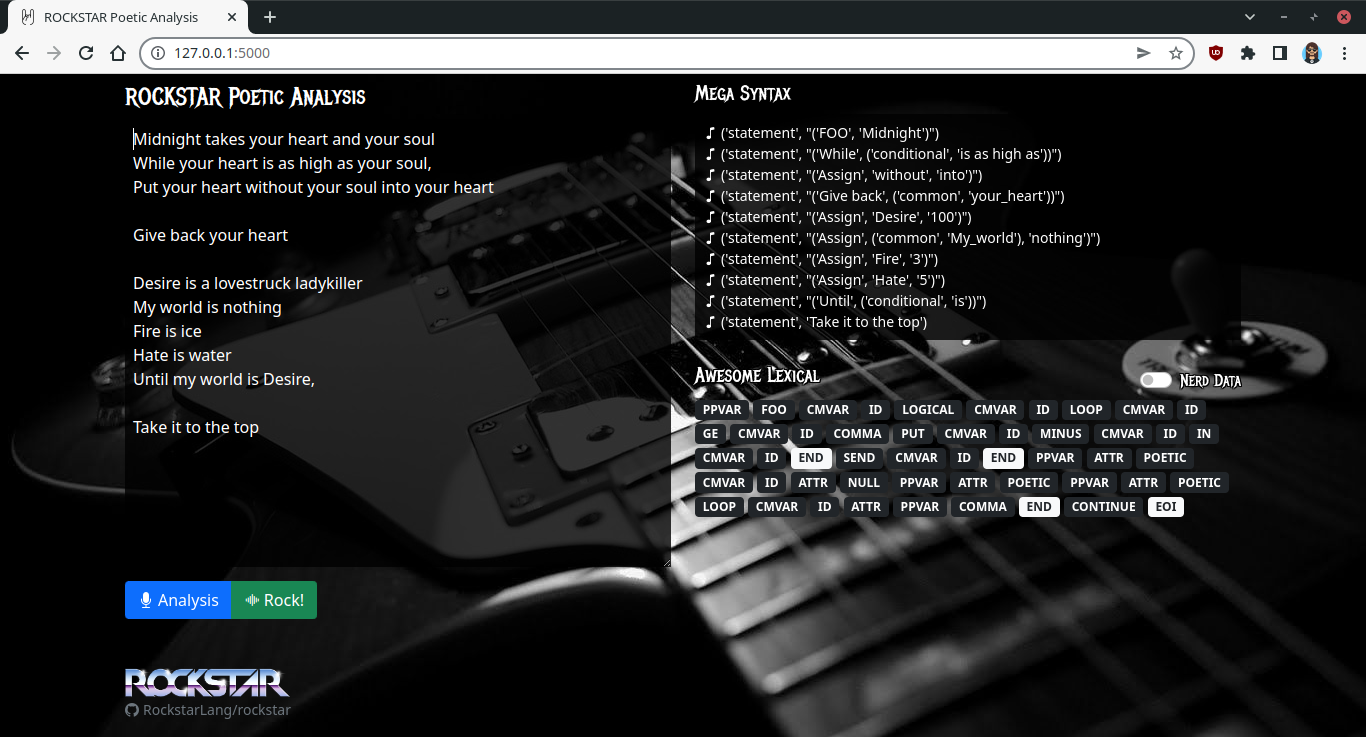 ROCKSTAR Poetic Analysis
127.0.0.1:5000
ROCKSTAR Poetic Analysis
Midnight takes your heart and your soul
While your heart is as high as your soul,
Put your heart without your soul into your heart
Give back your heart
Desire is a lovestruck ladykiller
My world is nothing
Fire is ice
Hate is water
Until my world is Desire,
Take it to the top
Analysis Rock!
ROCKSTAR
RockstarLang/rockstar
Mega Syntax
('statement', "('FOO', 'Midnight')")
('statement', "('While', ('conditional', 'is as high as'))")
('statement', "('Assign', 'without', 'into')")
('statement', "('Give back', ('common', 'your_heart'))")
('statement', "('Assign', 'Desire', '100')")
('statement', "('Assign', ('common', 'My_world'), 'nothing')")
('statement', "('Assign', 'Fire', '3')")
('statement', "('Assign', 'Hate', '5')")
('statement', "('Until', ('conditional', 'is'))")
('statement', 'Take it to the top')
Awesome Lexical
Nerd Data
PPVAR FOO CMVAR ID LOGICAL CMVAR ID LOOP CMVAR ID
GE CMVAR ID COMMA PUT CMVAR ID MINUS CMVAR ID IN
CMVAR ID END SEND CMVAR ID END PPVAR ATTR POETIC
CMVAR ID ATTR NULL PPVAR ATTR POETIC PPVAR ATTR POETIC
LOOP CMVAR ID ATTR PPVAR COMMA END CONTINUE EOI